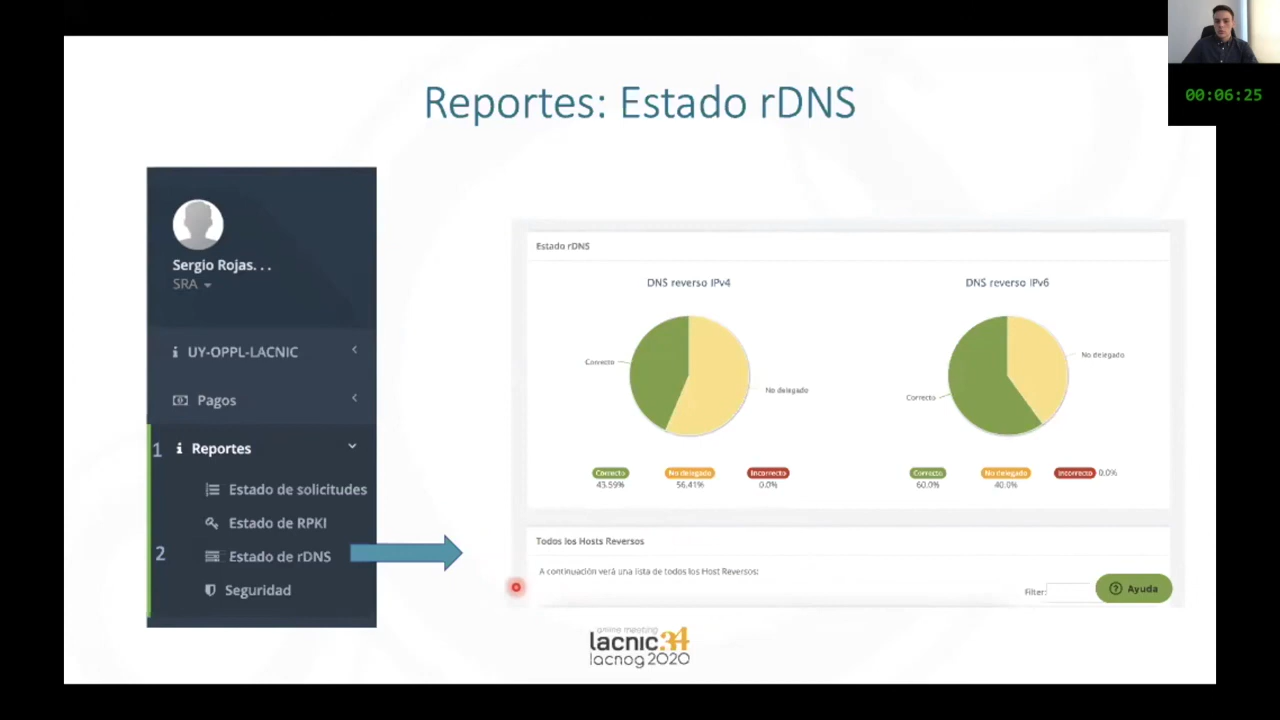 00:06:25
Reportes: Estado rDNS
Sergio Rojas. . .
SRA
UY-OPPL-LACNIC
Pagos
1 Reportes
Estado de solicitudes
Estado de RPKI
2 Estado de rDNS
Seguridad
Estado rDNS
DNS reverso IPv4
Correcto
No delegado
Correcto No delegado Incorrecto
43.59% 56.41% 0.0%
DNS reverso IPv6
No delegado
Correcto
Correcto No delegado Incorrecto 0.0%
60.0% 40.0%
Todos los Hosts Reversos
A continuación verá una lista de todos los Host Reversos:
Filter:
Ayuda
online meeting
lacnic.34
lacnog2020